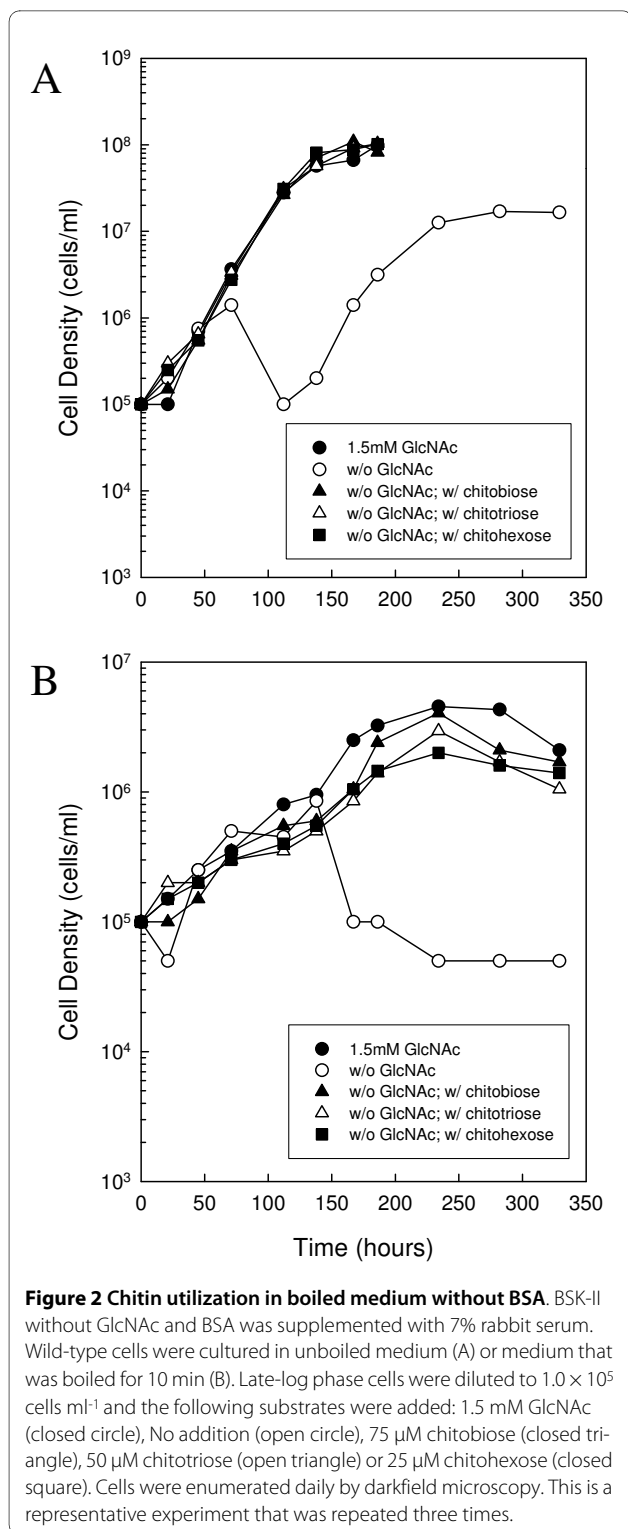 A
10⁹
10⁸
10⁷
10⁶
10⁵
10⁴
10³
Cell Density (cells/ml)
1.5mM GlcNAc
w/o GlcNAc
w/o GlcNAc; w/ chitobiose
w/o GlcNAc; w/ chitotriose
w/o GlcNAc; w/ chitohexose
0 50 100 150 200 250 300 350
B
10⁷
10⁶
10⁵
10⁴
10³
Cell Density (cells/ml)
1.5mM GlcNAc
w/o GlcNAc
w/o GlcNAc; w/ chitobiose
w/o GlcNAc; w/ chitotriose
w/o GlcNAc; w/ chitohexose
0 50 100 150 200 250 300 350
Time (hours)
Figure 2 Chitin utilization in boiled medium without BSA. BSK-II
without GlcNAc and BSA was supplemented with 7% rabbit serum.
Wild-type cells were cultured in unboiled medium (A) or medium that
was boiled for 10 min (B). Late-log phase cells were diluted to 1.0 × 10⁵
cells ml⁻¹ and the following substrates were added: 1.5 mM GlcNAc
(closed circle), No addition (open circle), 75 μM chitobiose (closed tri-
angle), 50 μM chitotriose (open triangle) or 25 μM chitohexose (closed
square). Cells were enumerated daily by darkfield microscopy. This is a
representative experiment that was repeated three times.